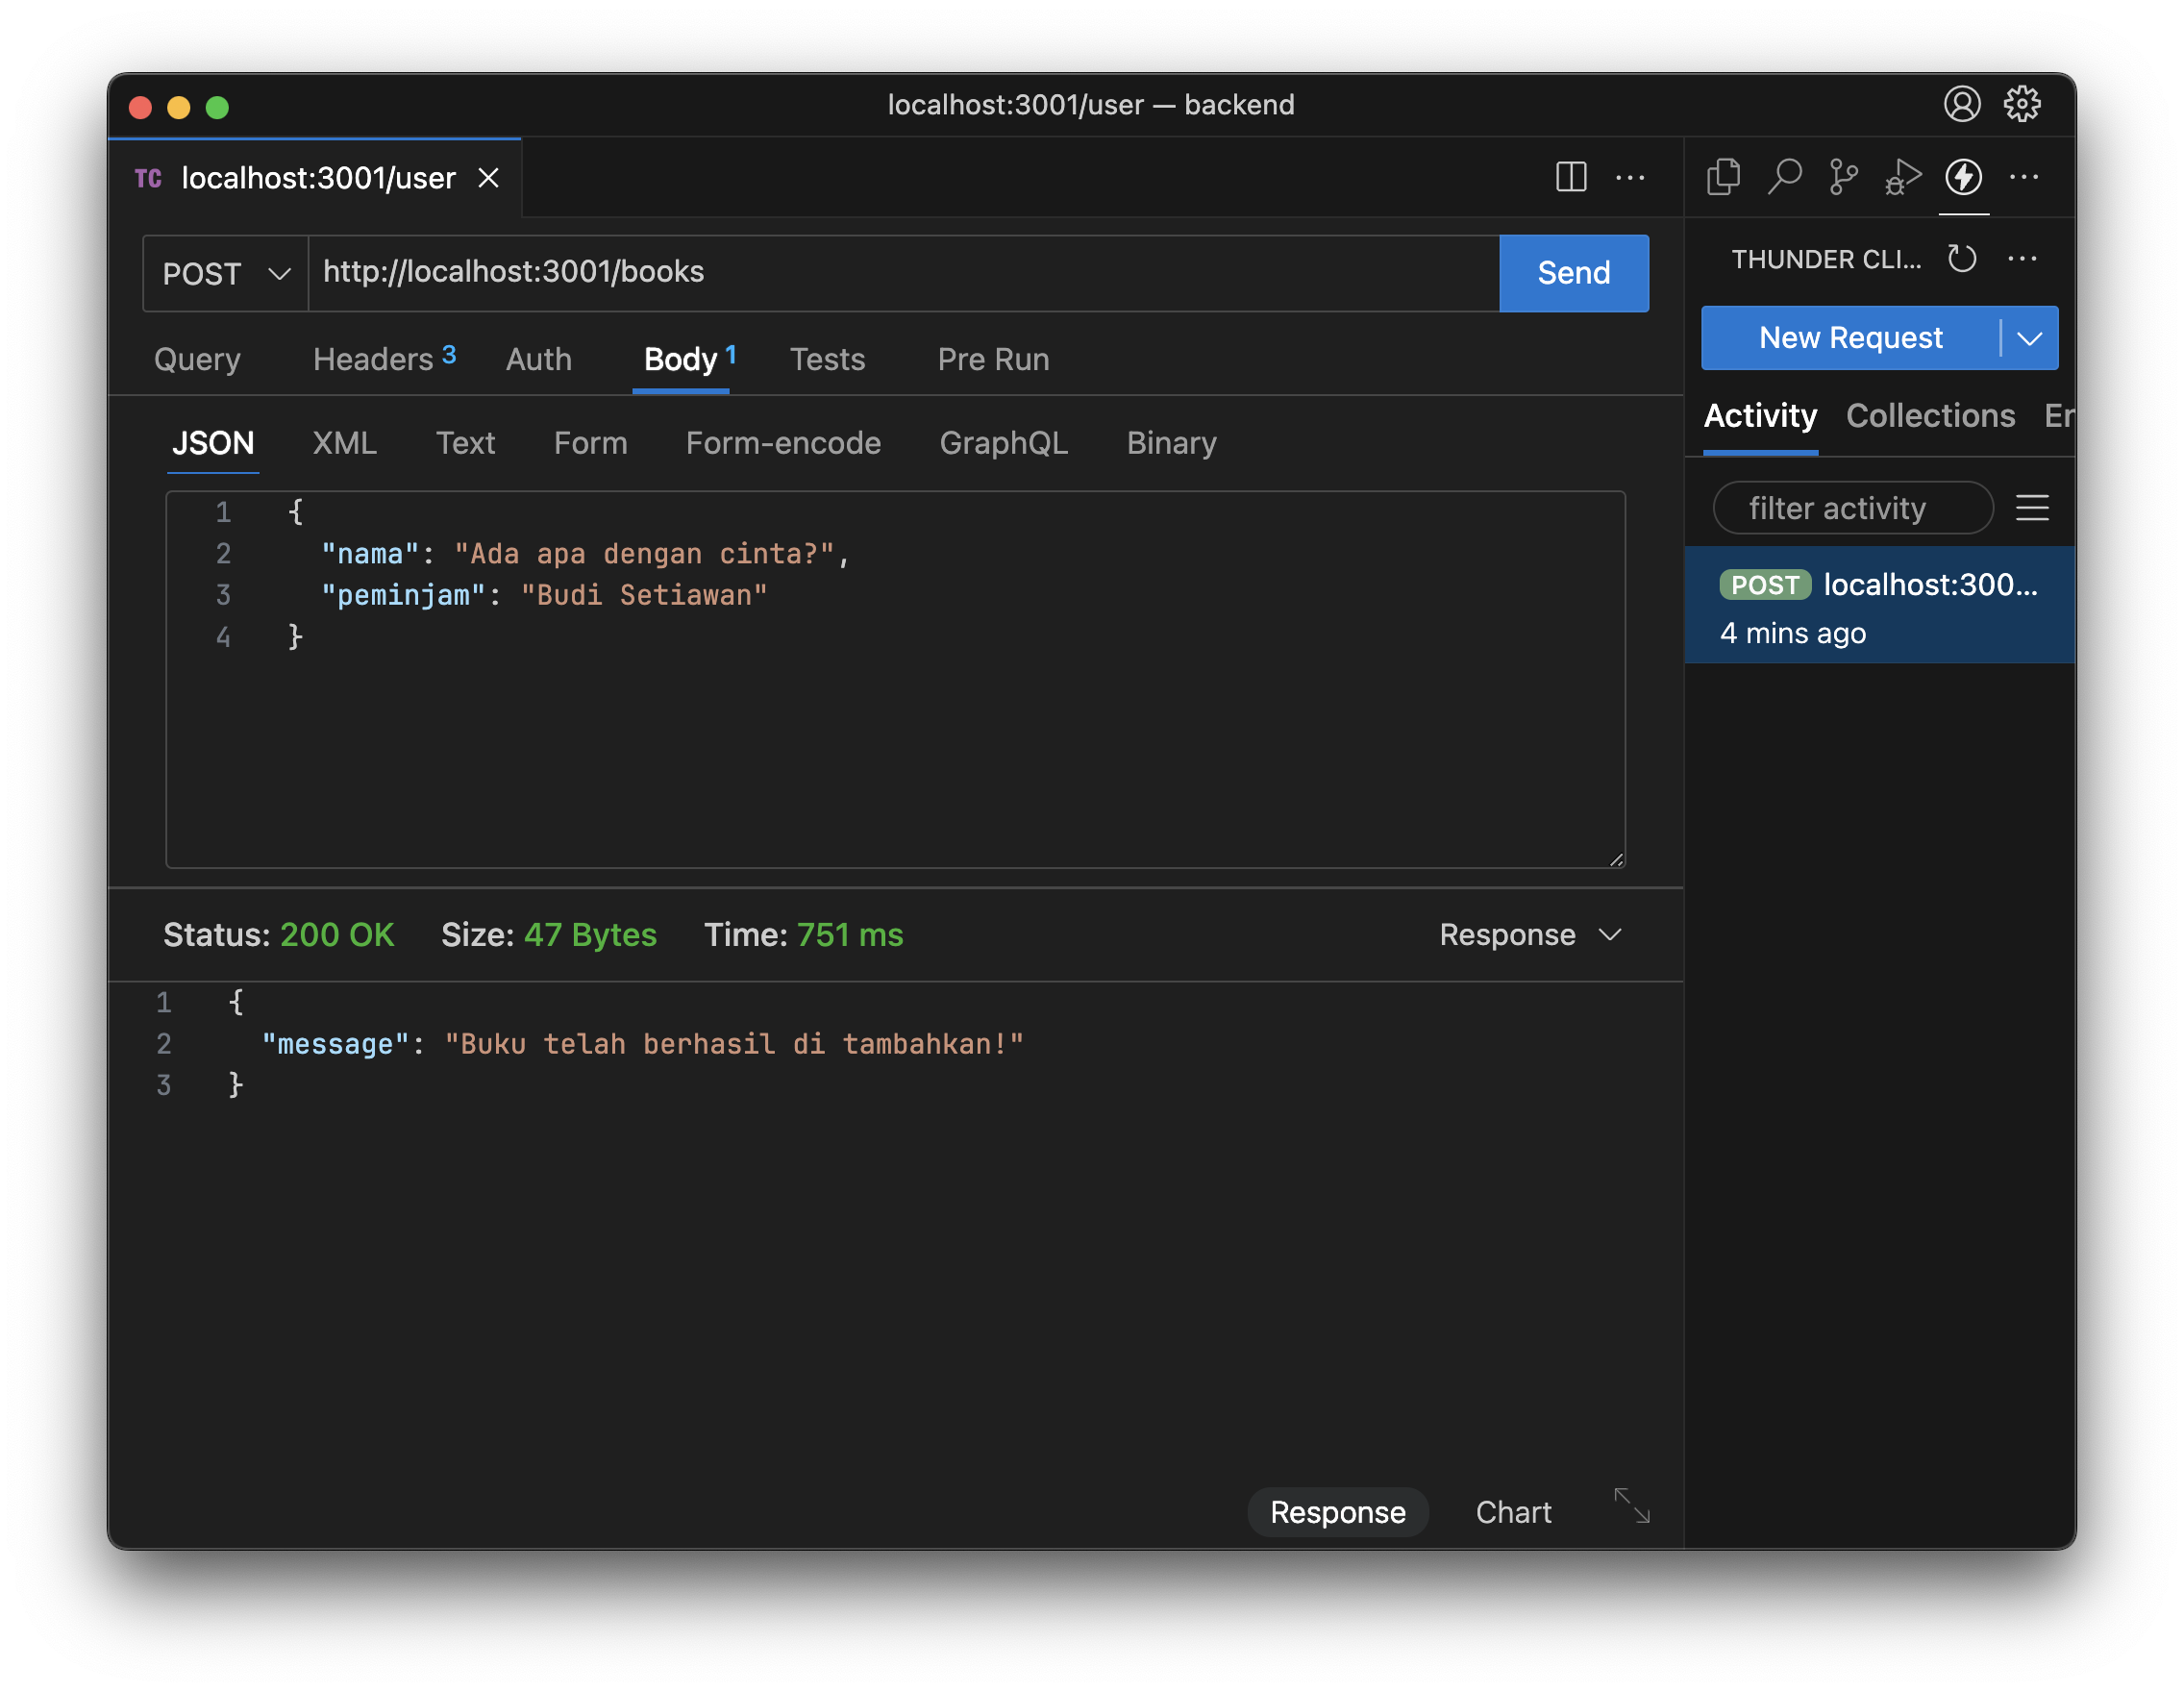 localhost:3001/user — backend
TC localhost:3001/user
POST http://localhost:3001/books Send
Query Headers 3 Auth Body 1 Tests Pre Run
JSON XML Text Form Form-encode GraphQL Binary
1 {
2 "nama": "Ada apa dengan cinta?",
3 "peminjam": "Budi Setiawan"
4 }
Status: 200 OK Size: 47 Bytes Time: 751 ms Response
1 {
2 "message": "Buku telah berhasil di tambahkan!"
3 }
Response Chart
THUNDER CLI...
New Request
Activity Collections En
filter activity
POST localhost:300...
4 mins ago